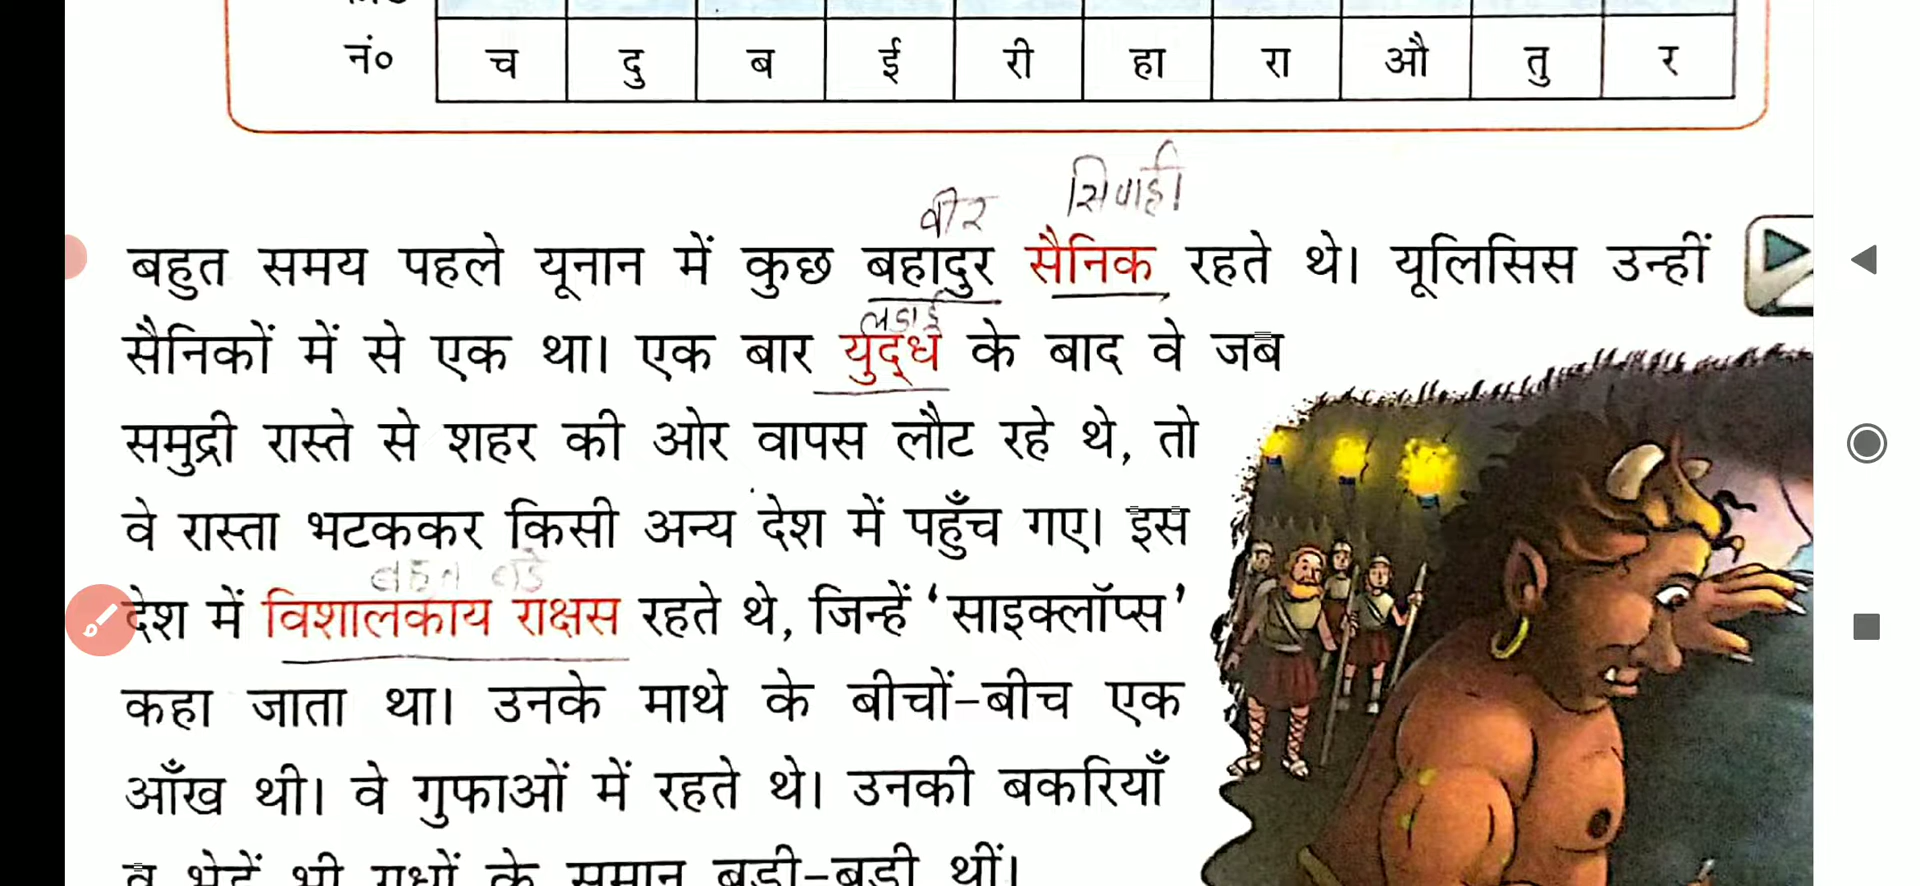 नं० च दु ब ई री हा रा औ तु र
वीर सिपाही
बहुत समय पहले यूनान में कुछ बहादुर सैनिक रहते थे। यूलिसिस उन्हीं
लडाई
सैनिकों में से एक था। एक बार युद्ध के बाद वे जब
समुद्री रास्ते से शहर की ओर वापस लौट रहे थे, तो
वे रास्ता भटककर किसी अन्य देश में पहुँच गए। इस
बहुत बडे
देश में विशालकाय राक्षस रहते थे, जिन्हें ‘साइक्लॉप्स’
कहा जाता था। उनके माथे के बीचों-बीच एक
आँख थी। वे गुफाओं में रहते थे। उनकी बकरियाँ
व भेड़ें भी गधों के समान बड़ी-बड़ी थीं।